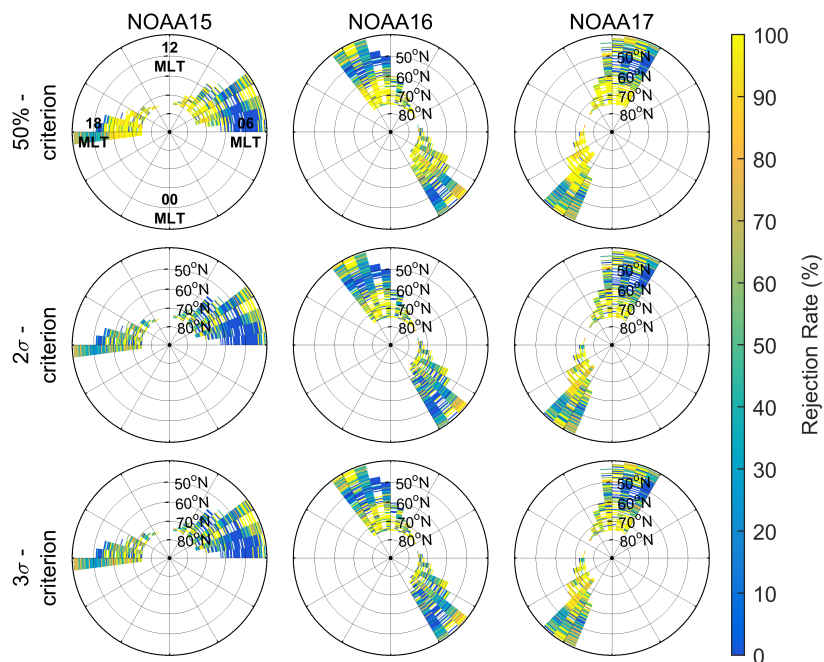 NOAA15 NOAA16 NOAA17
50% -
criterion
12
MLT
18
MLT
06
MLT
00
MLT
50°N
60°N
70°N
80°N
50°N
60°N
70°N
80°N
2σ -
criterion
50°N
60°N
70°N
80°N
50°N
60°N
70°N
80°N
50°N
60°N
70°N
80°N
3σ -
criterion
50°N
60°N
70°N
80°N
50°N
60°N
70°N
80°N
50°N
60°N
70°N
80°N
100
90
80
70
60
50
40
30
20
10
0
Rejection Rate (%)